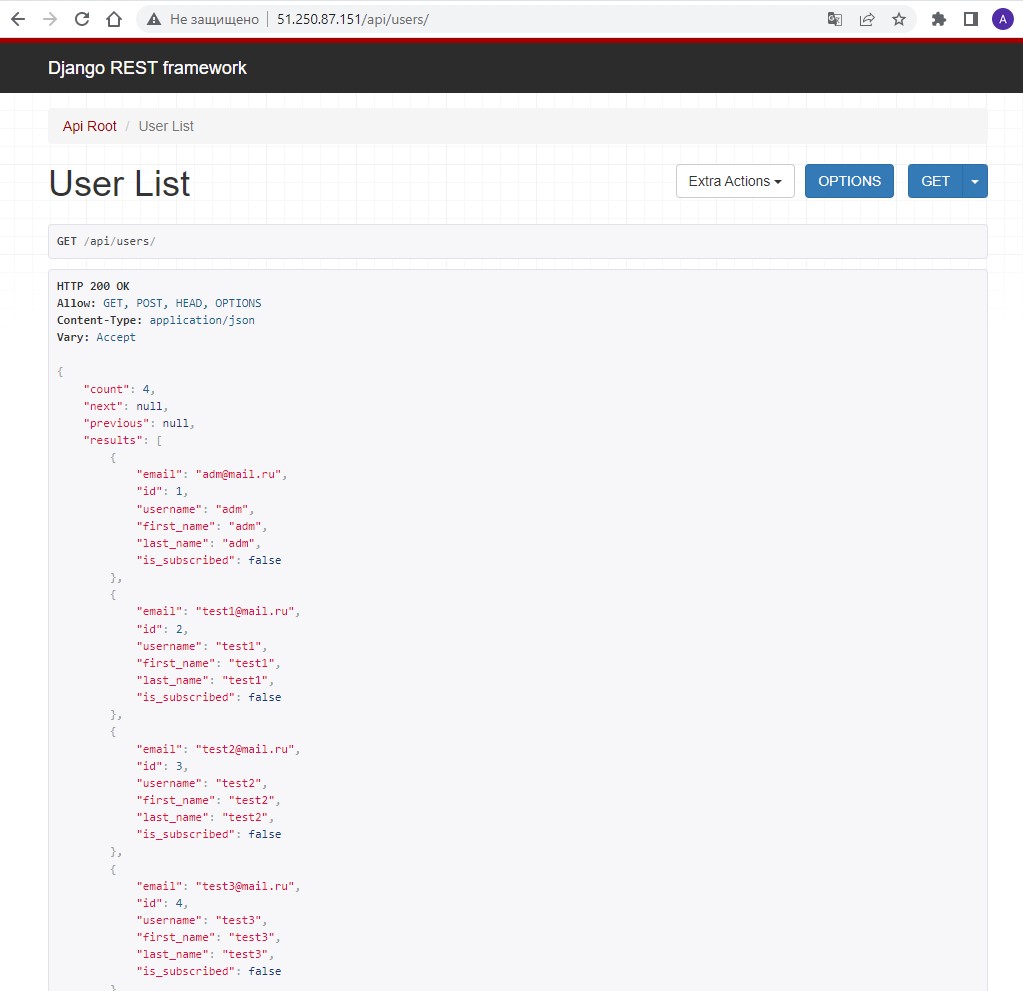 Не защищено 51.250.87.151/api/users/ A
Django REST framework
Api Root / User List
User List Extra Actions OPTIONS GET
GET /api/users/
HTTP 200 OK
Allow: GET, POST, HEAD, OPTIONS
Content-Type: application/json
Vary: Accept
{
"count": 4,
"next": null,
"previous": null,
"results": [
{
"email": "adm@mail.ru",
"id": 1,
"username": "adm",
"first_name": "adm",
"last_name": "adm",
"is_subscribed": false
},
{
"email": "test1@mail.ru",
"id": 2,
"username": "test1",
"first_name": "test1",
"last_name": "test1",
"is_subscribed": false
},
{
"email": "test2@mail.ru",
"id": 3,
"username": "test2",
"first_name": "test2",
"last_name": "test2",
"is_subscribed": false
},
{
"email": "test3@mail.ru",
"id": 4,
"username": "test3",
"first_name": "test3",
"last_name": "test3",
"is_subscribed": false
}